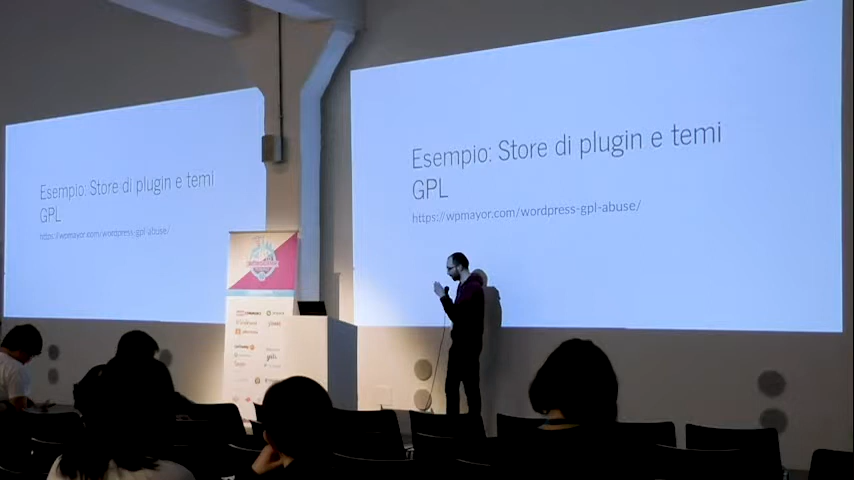 Esempio: Store di plugin e temi
GPL
https://wpmayor.com/wordpress-gpl-abuse/
Esempio: Store di plugin e temi
GPL
https://wpmayor.com/wordpress-gpl-abuse/